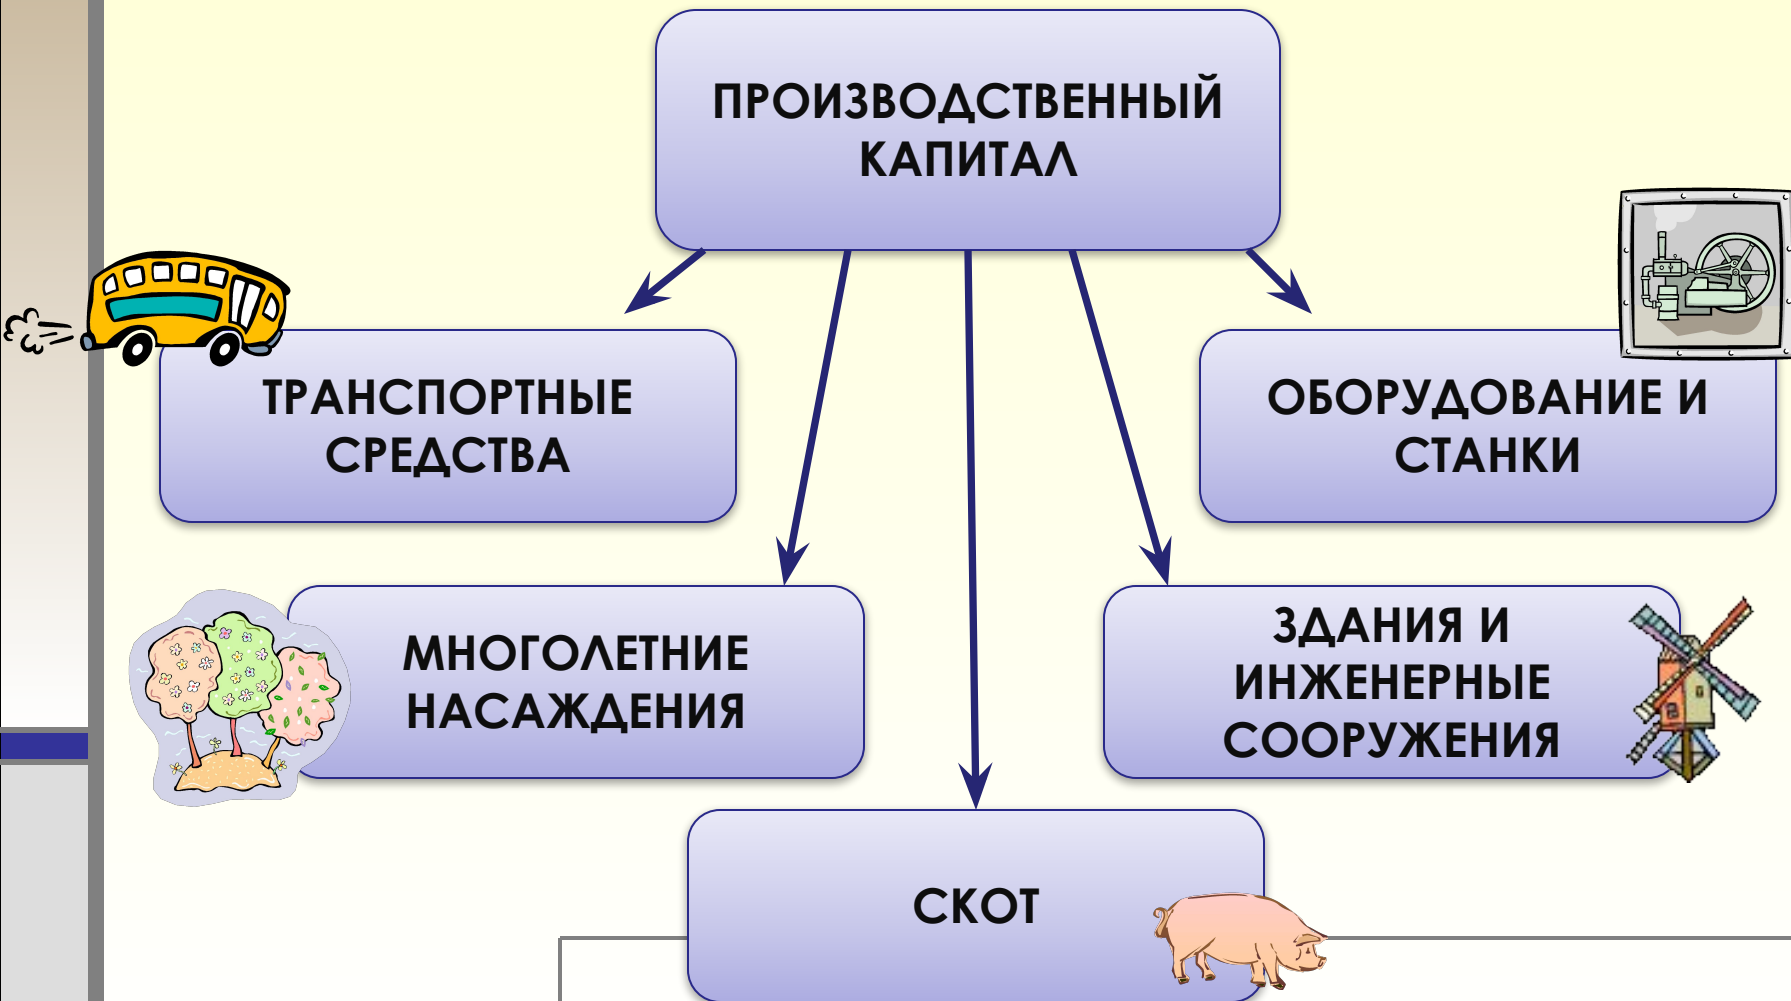 ПРОИЗВОДСТВЕННЫЙ
КАПИТАЛ
ТРАНСПОРТНЫЕ
СРЕДСТВА
ОБОРУДОВАНИЕ И
СТАНКИ
МНОГОЛЕТНИЕ
НАСАЖДЕНИЯ
ЗДАНИЯ И
ИНЖЕНЕРНЫЕ
СООРУЖЕНИЯ
СКОТ